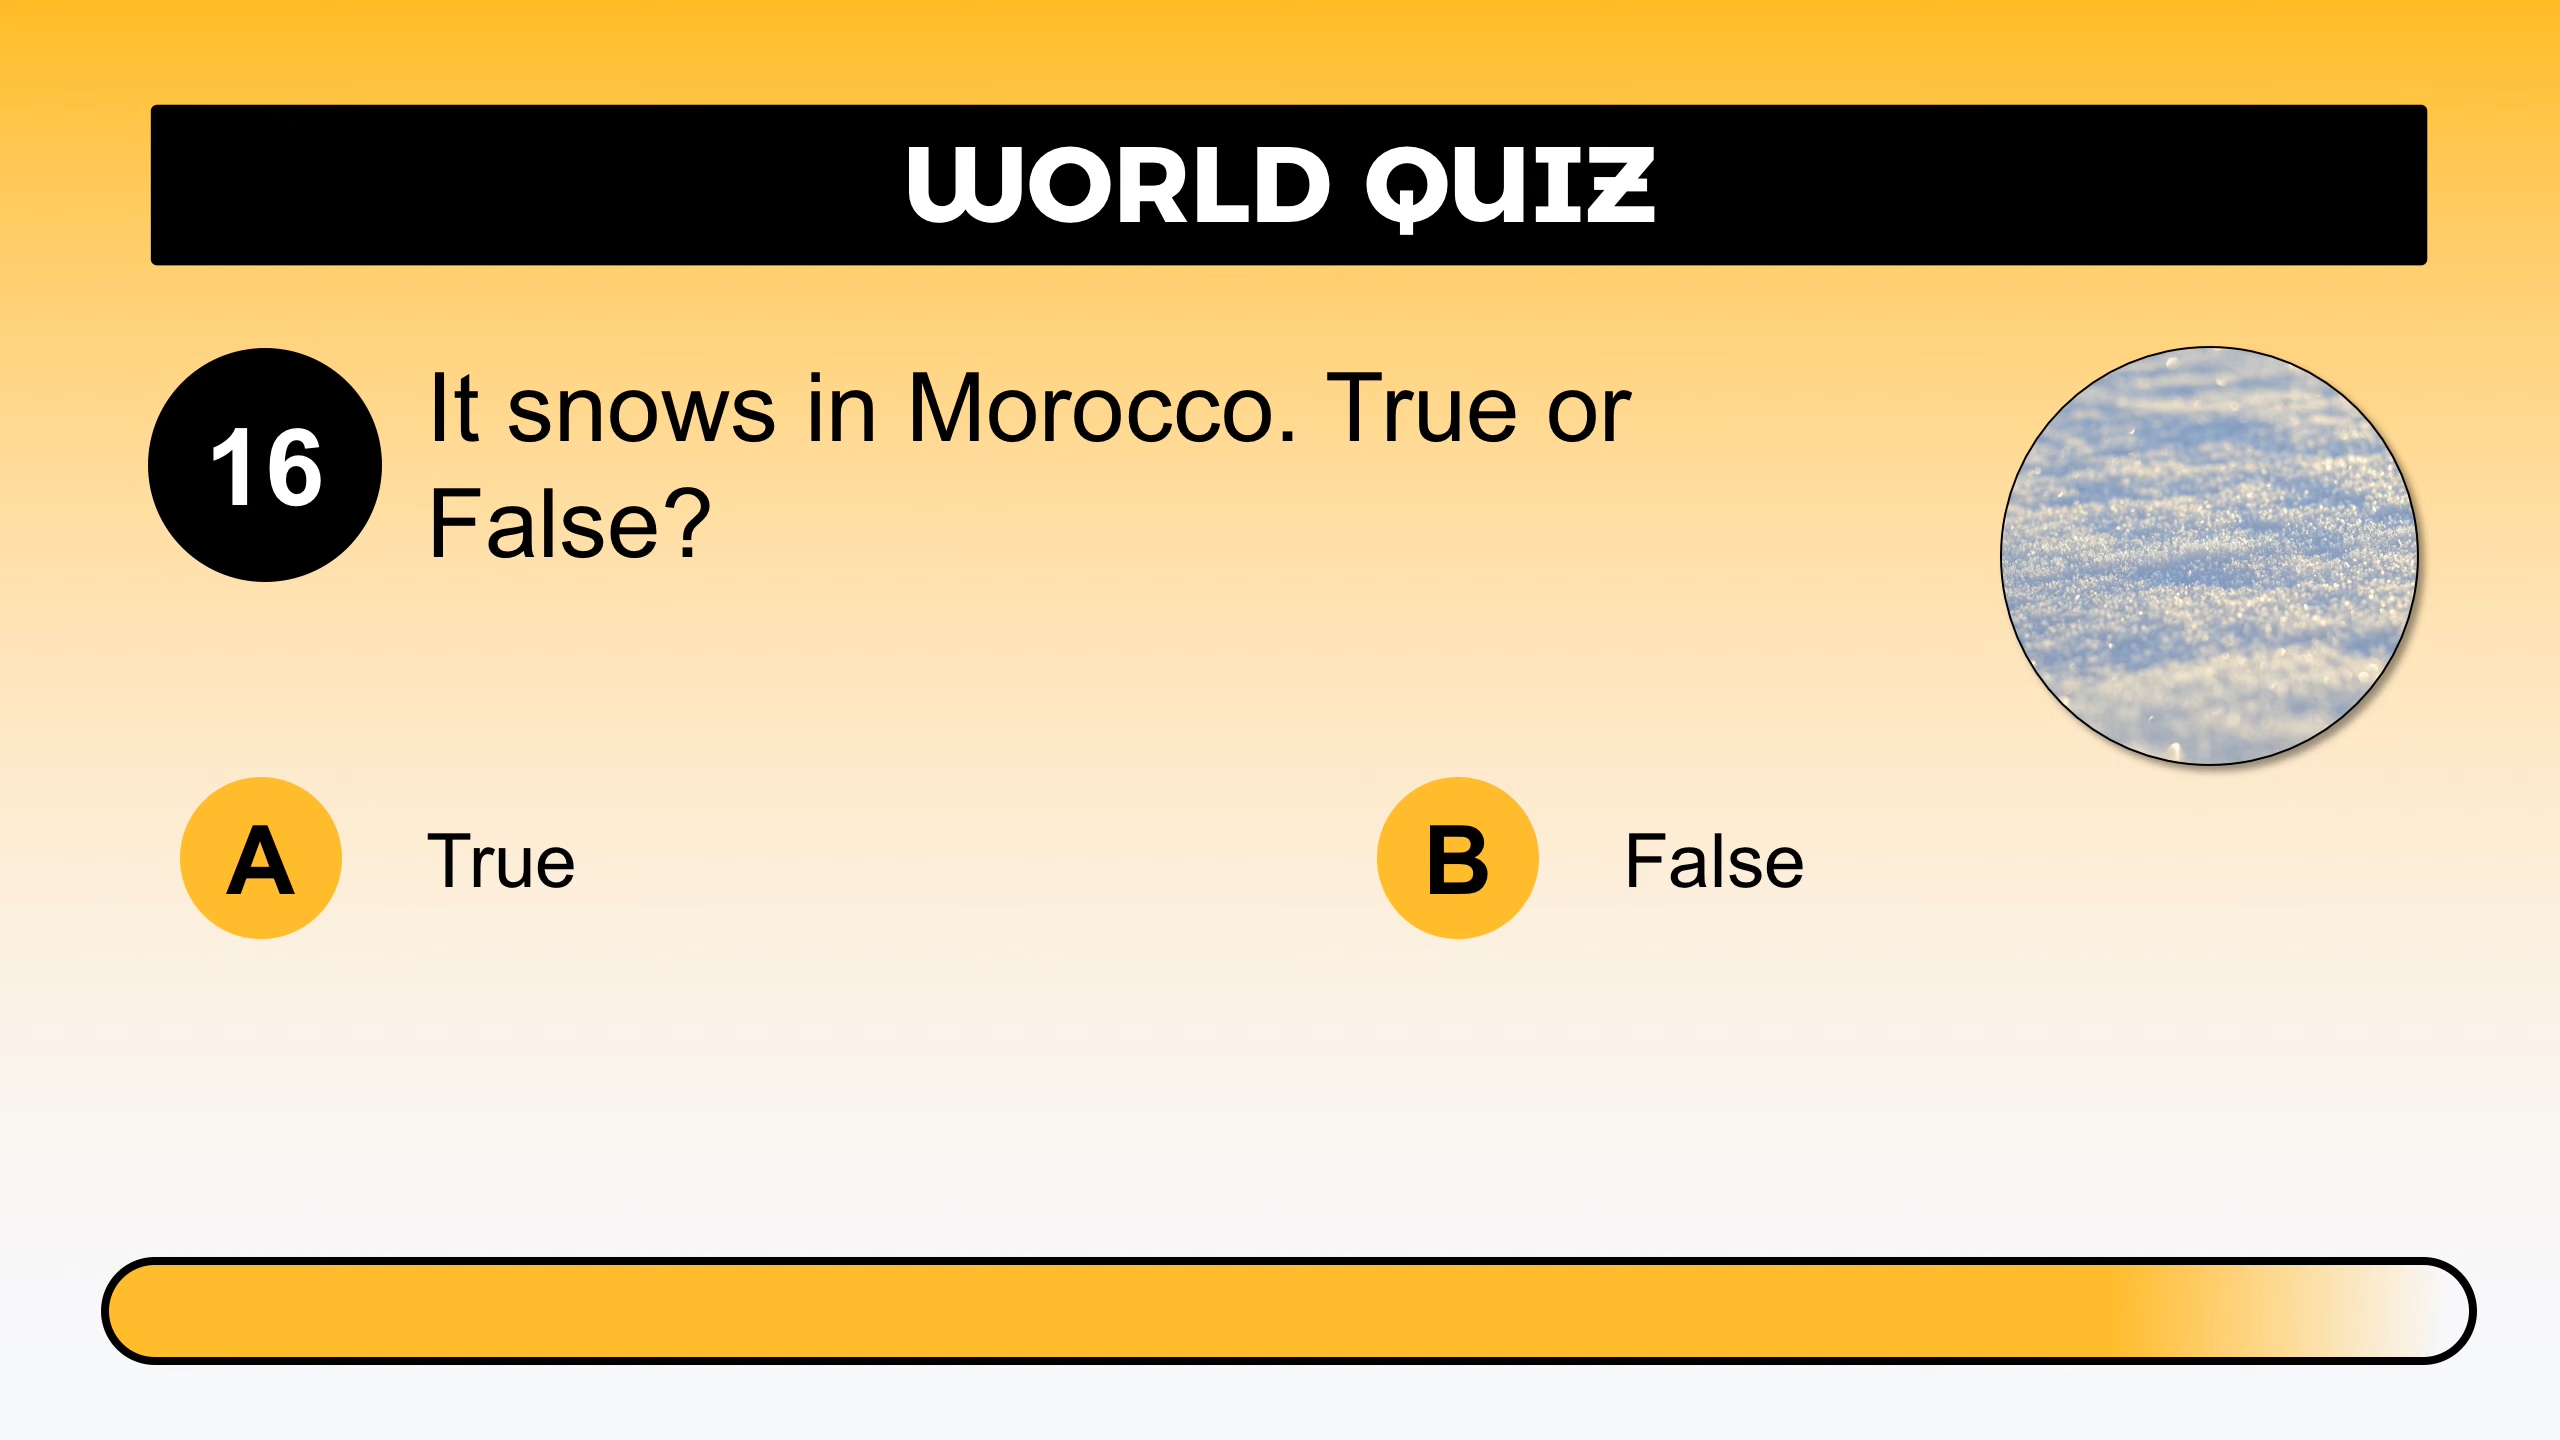 WORLD QUIZ
16
It snows in Morocco. True or
False?
A
True
B
False